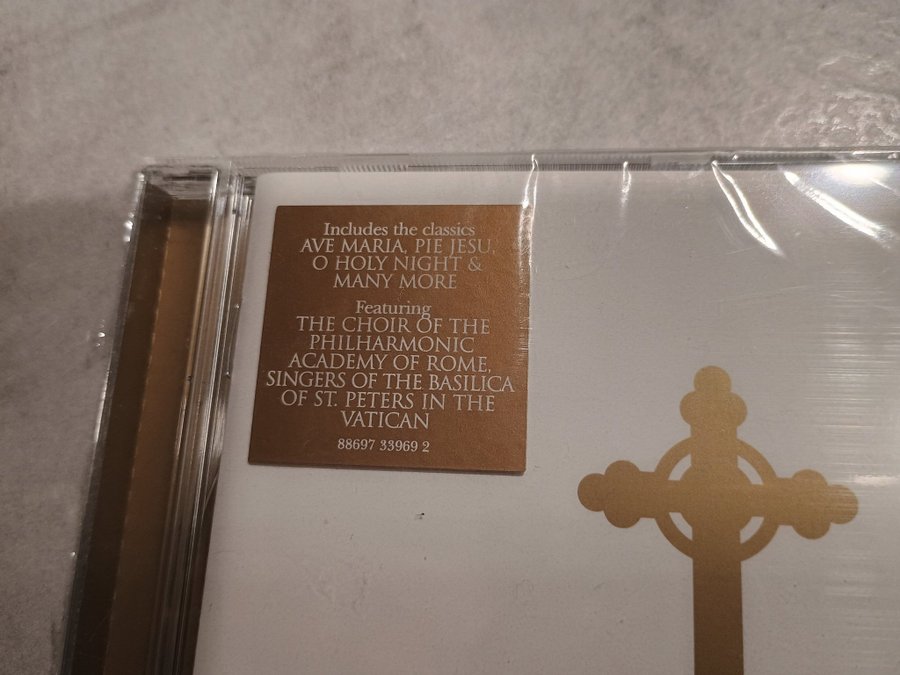 Includes the classics
AVE MARIA, PIE JESU,
O HOLY NIGHT &
MANY MORE
Featuring
THE CHOIR OF THE
PHILHARMONIC
ACADEMY OF ROME,
SINGERS OF THE BASILICA
OF ST. PETERS IN THE
VATICAN
88697 33969 2